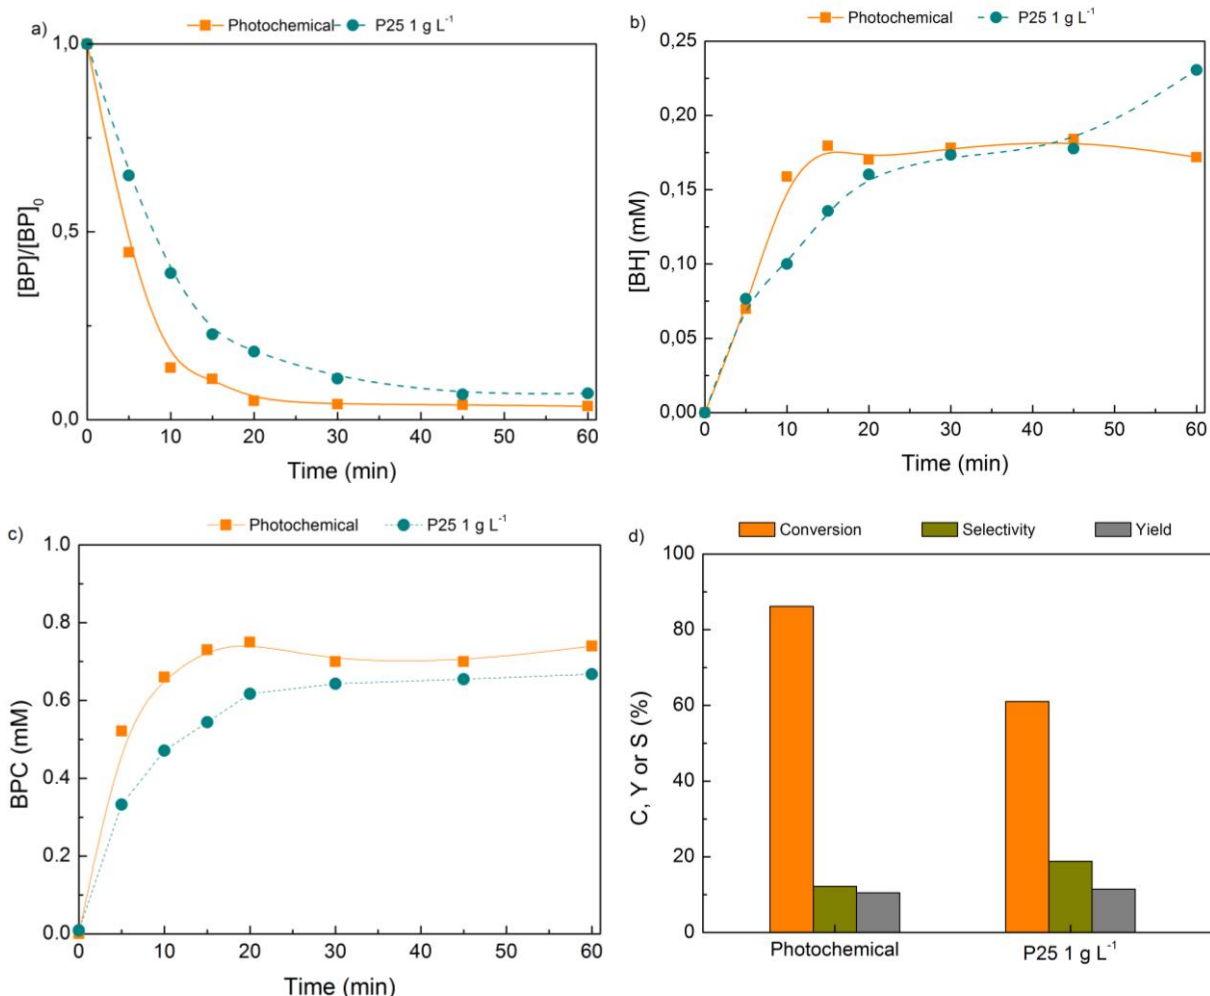 a)
Photochemical P25 1 g L⁻¹
1,0
0,5
0,0
[BP]/[BP]₀
0 10 20 30 40 50 60
Time (min)
b)
Photochemical P25 1 g L⁻¹
0,25
0,20
0,15
0,10
0,05
0,00
[BH] (mM)
0 10 20 30 40 50 60
Time (min)
c)
Photochemical P25 1 g L⁻¹
1.0
0.8
0.6
0.4
0.2
0.0
BPC (mM)
0 10 20 30 40 50 60
Time (min)
d)
Conversion Selectivity Yield
100
80
60
40
20
0
C, Y or S (%)
Photochemical P25 1 g L⁻¹